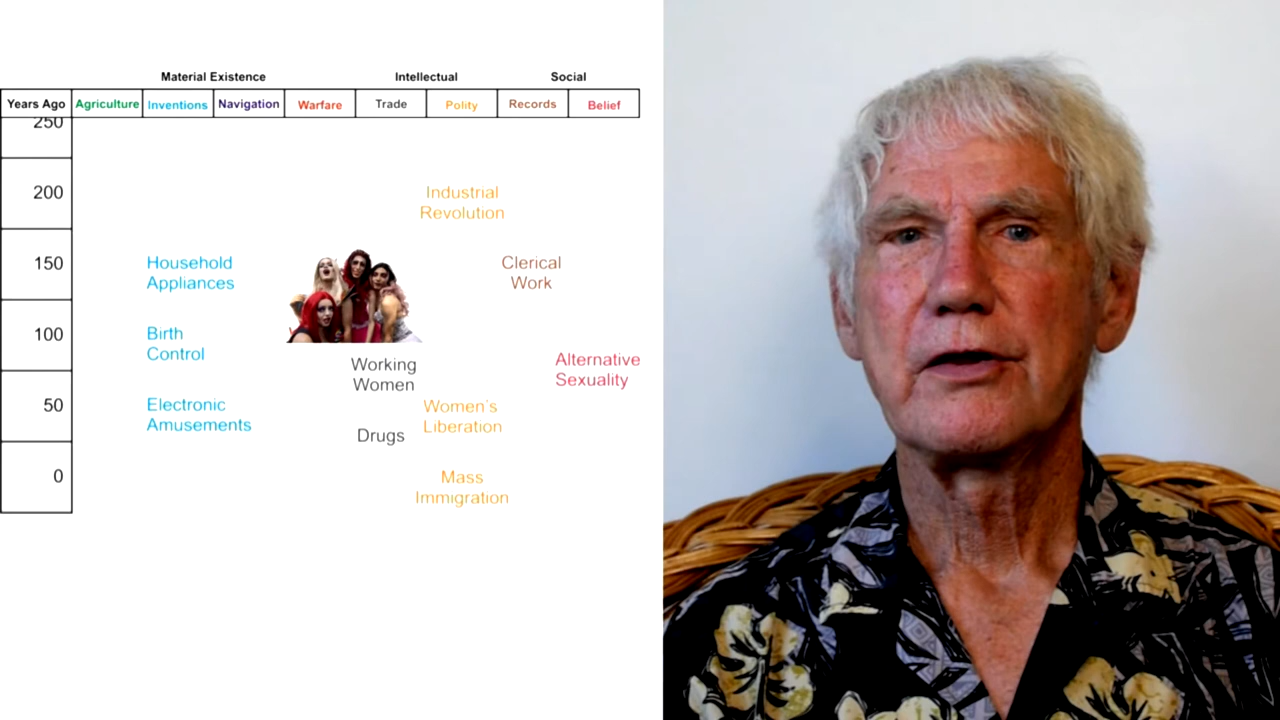 Material Existence Intellectual Social
Years Ago Agriculture Inventions Navigation Warfare Trade Polity Records Belief
250
200
Industrial
Revolution
150
Household
Appliances
Clerical
Work
100
Birth
Control
Working
Women
Alternative
Sexuality
50
Electronic
Amusements
Women's
Liberation
Drugs
0
Mass
Immigration